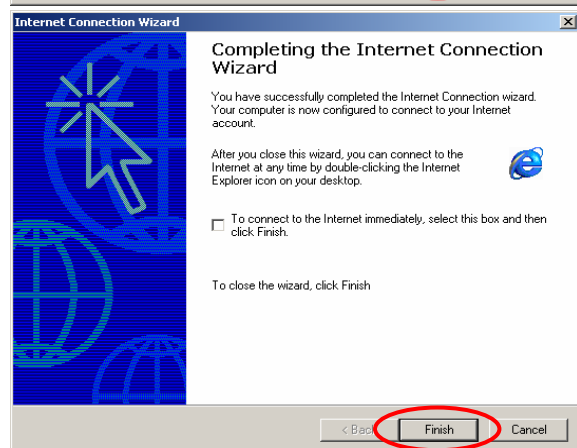 Internet Connection Wizard
Completing the Internet Connection
Wizard
You have successfully completed the Internet Connection wizard.
Your computer is now configured to connect to your Internet
account.
After you close this wizard, you can connect to the
Internet at any time by double-clicking the Internet
Explorer icon on your desktop.
To connect to the Internet immediately, select this box and then
click Finish.
To close the wizard, click Finish
< Back Finish Cancel